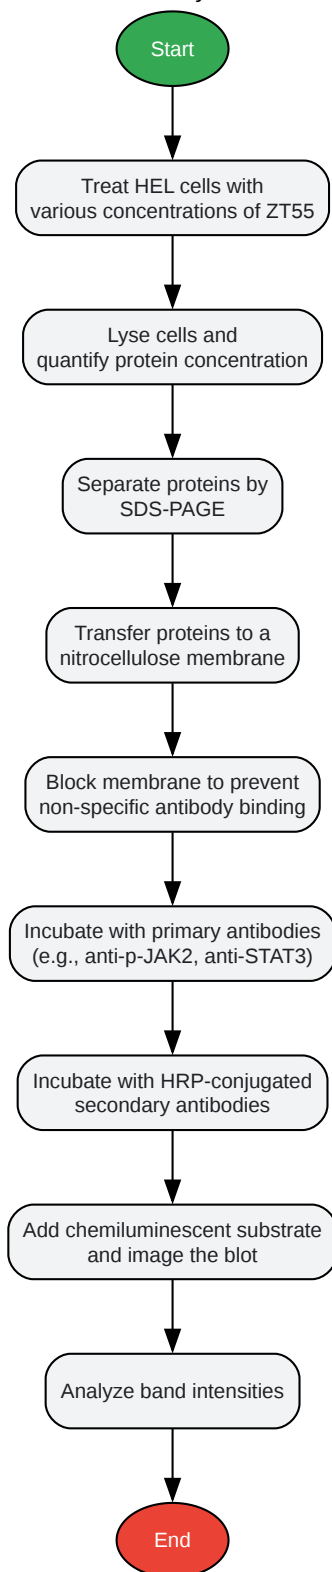 Start
Treat HEL cells with
various concentrations of ZT55
Lyse cells and
quantify protein concentration
Separate proteins by
SDS-PAGE
Transfer proteins to a
nitrocellulose membrane
Block membrane to prevent
non-specific antibody binding
Incubate with primary antibodies
(e.g., anti-p-JAK2, anti-STAT3)
Incubate with HRP-conjugated
secondary antibodies
Add chemiluminescent substrate
and image the blot
Analyze band intensities
End